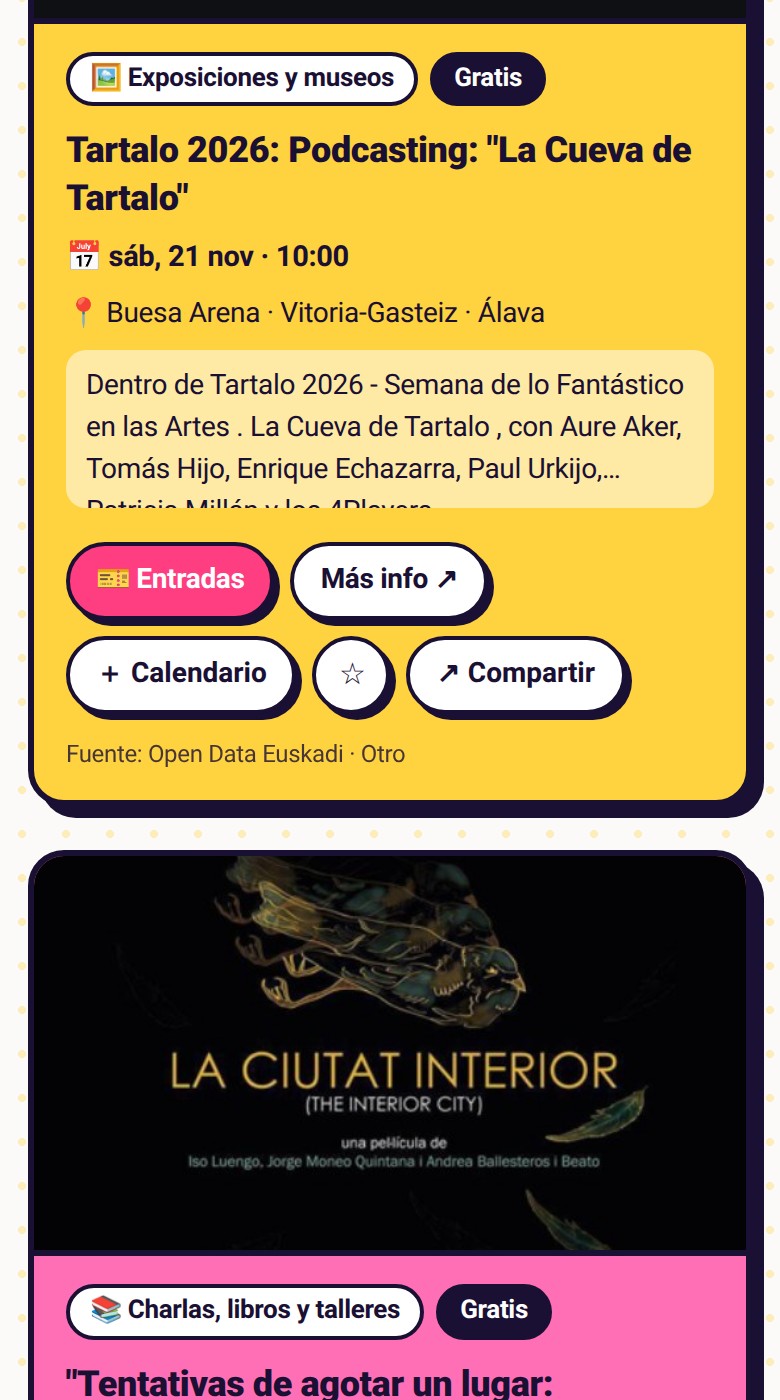 🖼️ Exposiciones y museos Gratis
Tartalo 2026: Podcasting: "La Cueva de
Tartalo"
📅 sáb, 21 nov · 10:00
📍 Buesa Arena · Vitoria-Gasteiz · Álava
Dentro de Tartalo 2026 - Semana de lo Fantástico
en las Artes . La Cueva de Tartalo , con Aure Aker,
Tomás Hijo, Enrique Echazarra, Paul Urkijo,...
Patricia Millán y los 4Players
🎫 Entradas Más info ↗
+ Calendario ☆ ↗ Compartir
Fuente: Open Data Euskadi · Otro
LA CIUTAT INTERIOR
(THE INTERIOR CITY)
una pel·lícula de
Iso Luengo, Jorge Moneo Quintana i Andrea Ballesteros i Beato
📚 Charlas, libros y talleres Gratis
"Tentativas de agotar un lugar: